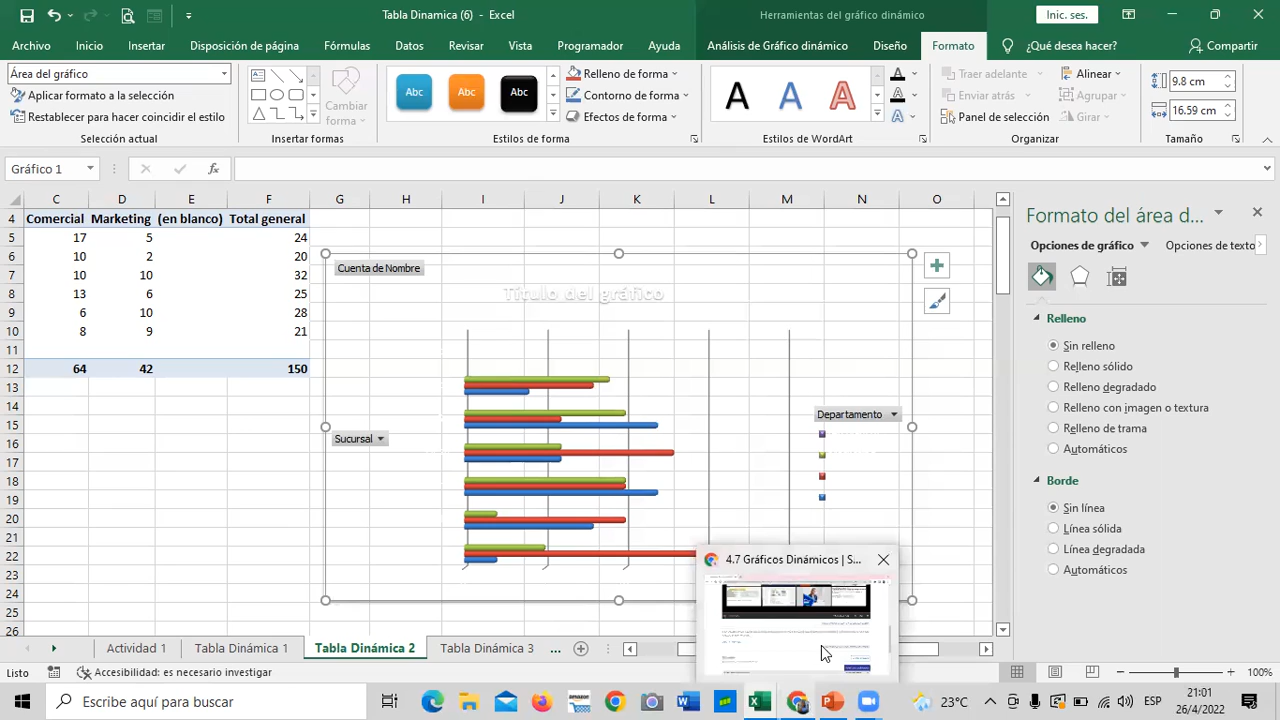 Tabla Dinamica (6) - Excel
Herramientas del gráfico dinámico
Inic. ses.
Archivo Inicio Insertar Disposición de página Fórmulas Datos Revisar Vista Programador Ayuda Análisis de Gráfico dinámico Diseño Formato ¿Qué desea hacer? Compartir
Área del gráfico
Aplicar formato a la selección
Restablecer para hacer coincidir el estilo
Selección actual
Cambiar forma
Insertar formas
Abc Abc Abc
Relleno de forma
Contorno de forma
Efectos de forma
Estilos de forma
A A A
Estilos de WordArt
Traer adelante
Enviar atrás
Panel de selección
Alinear
Agrupar
Girar
Organizar
9.8 cm
16.59 cm
Tamaño
Gráfico 1
fx
C D E F G H I J K L M N O
4 Comercial Marketing (en blanco) Total general
5 17 5 24
6 10 2 20
7 10 10 32
8 13 6 25
9 6 10 28
10 8 9 21
11
12 64 42 150
13
14
15
16
17
18
19
20
21
22
23
24
25
26
Cuenta de Nombre
Título del gráfico
Departamento
Sucursal
Formato del área d...
Opciones de gráfico Opciones de texto
Relleno
Sin relleno
Relleno sólido
Relleno degradado
Relleno con imagen o textura
Relleno de trama
Automáticos
Borde
Sin línea
Línea sólida
Línea degradada
Automáticos
4.7 Gráficos Dinámicos | S...
Actividad 1 Tabla Dinámica 1 Tabla Dinámica 2 Tabla Dinámica 3 ...
Accesibilidad: es necesario investigar
100%
Escribe aquí para buscar
amazon
23°C
ESP
21:01
26/4/2022